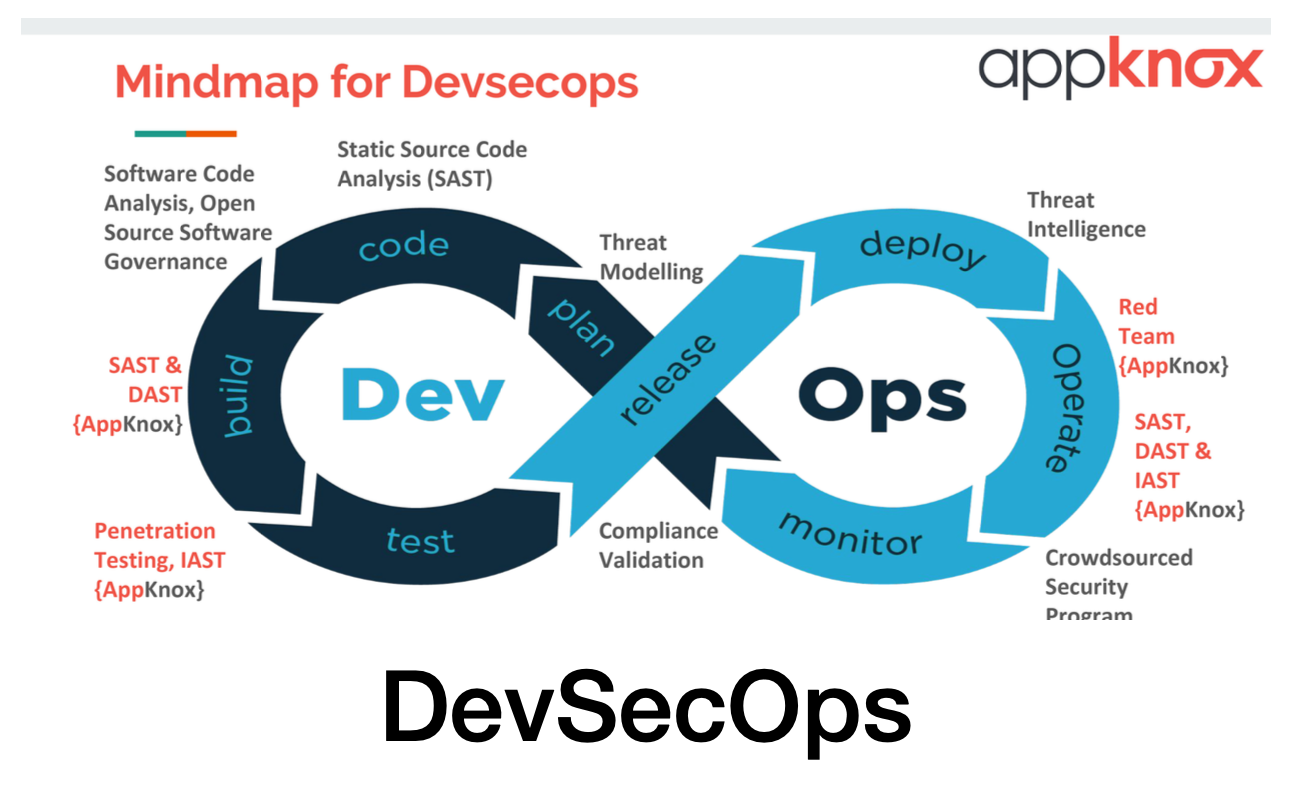 appknox
Mindmap for Devsecops
Static Source Code
Analysis (SAST)
Software Code
Analysis, Open
Source Software
Governance
Threat
Modelling
Threat
Intelligence
code
plan
build
test
Dev
release
deploy
Operate
monitor
Ops
SAST &
DAST
{AppKnox}
Red
Team
{AppKnox}
SAST,
DAST &
IAST
{AppKnox}
Penetration
Testing, IAST
{AppKnox}
Compliance
Validation
Crowdsourced
Security
Program
DevSecOps